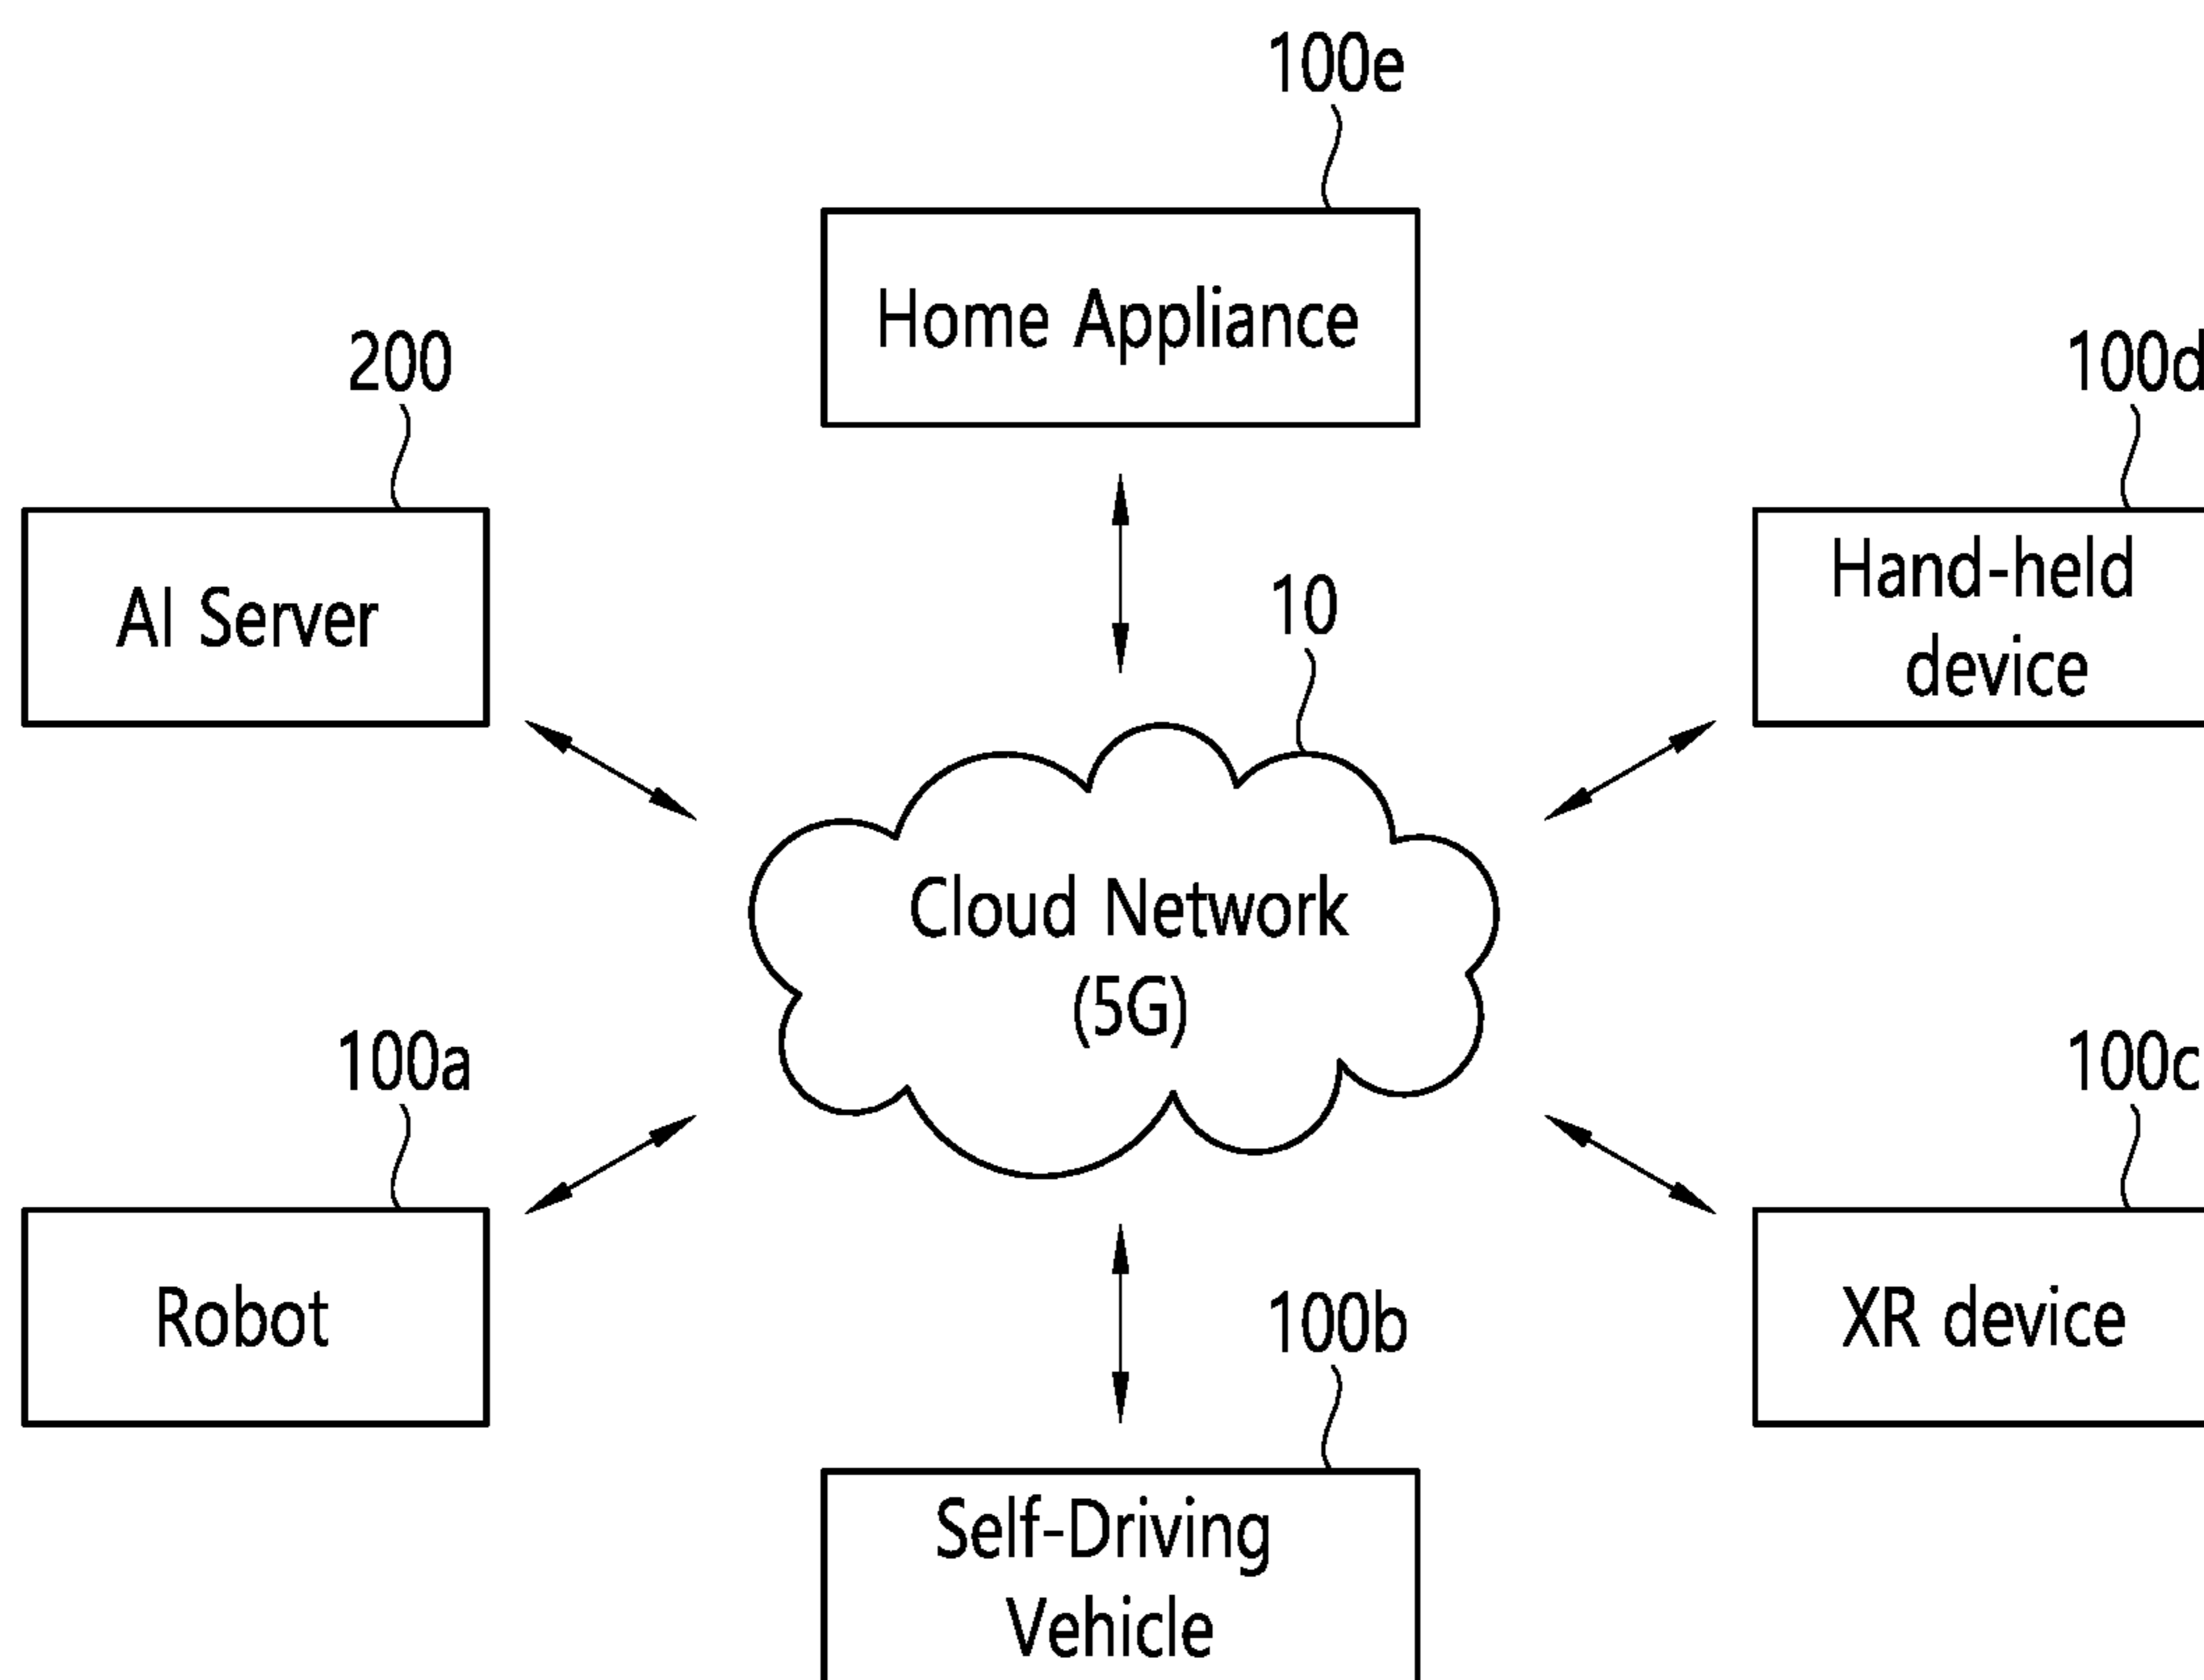 100e
Home Appliance
200
AI Server
100d
Hand-held
device
10
Cloud Network
(5G)
100a
Robot
100c
XR device
100b
Self-Driving
Vehicle